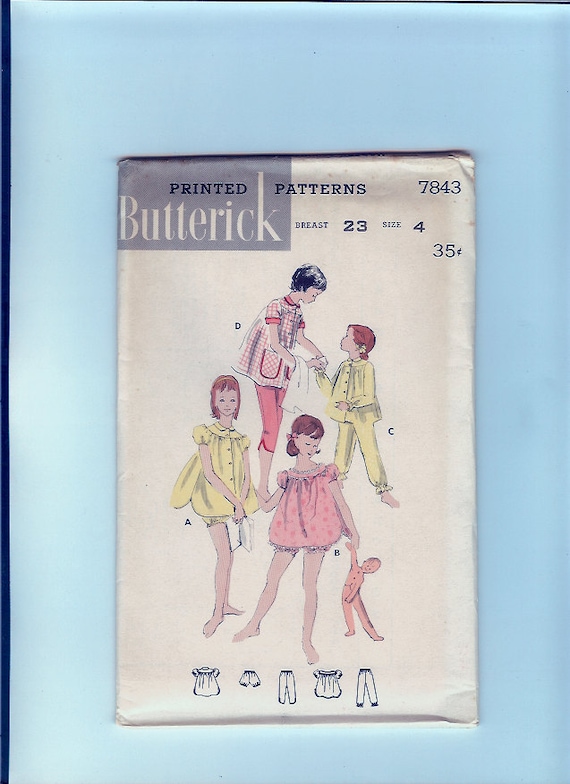 PRINTED PATTERNS 7843
Butterick BREAST 23 SIZE 4
35¢
D
C
A
B